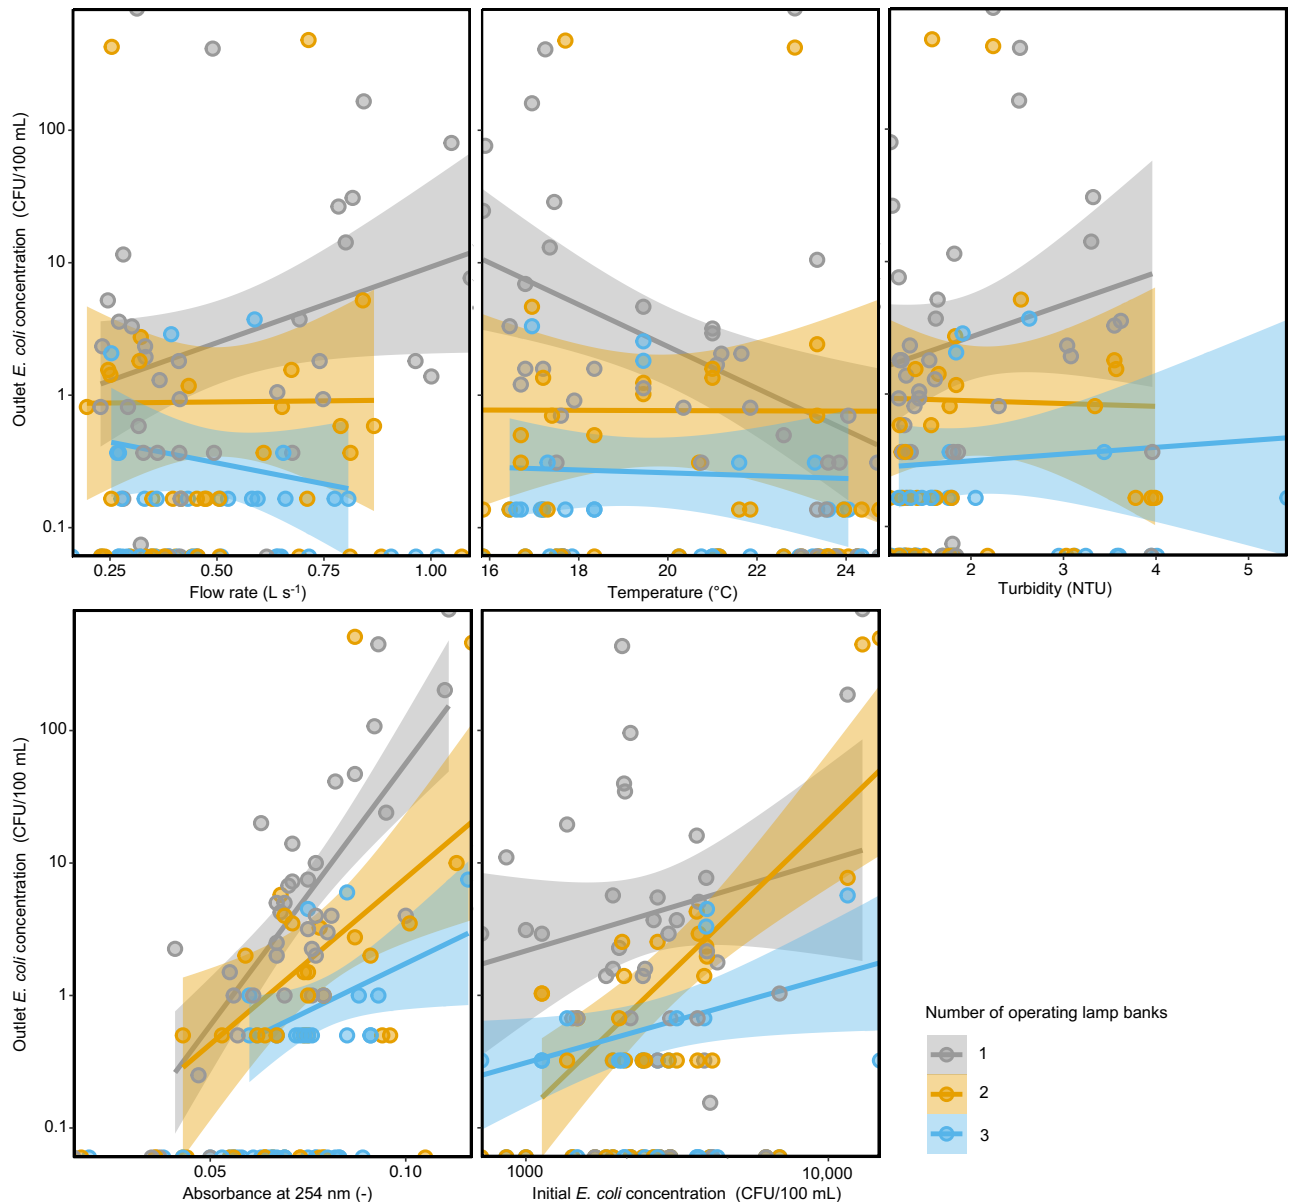 Outlet E. coli concentration (CFU/100 mL)
100
10
1
0.1
0.25 0.50 0.75 1.00
Flow rate (L s⁻¹)
16 18 20 22 24
Temperature (°C)
2 3 4 5
Turbidity (NTU)
Outlet E. coli concentration (CFU/100 mL)
100
10
1
0.1
0.05 0.10
Absorbance at 254 nm (-)
1000 10,000
Initial E. coli concentration (CFU/100 mL)
Number of operating lamp banks
1
2
3